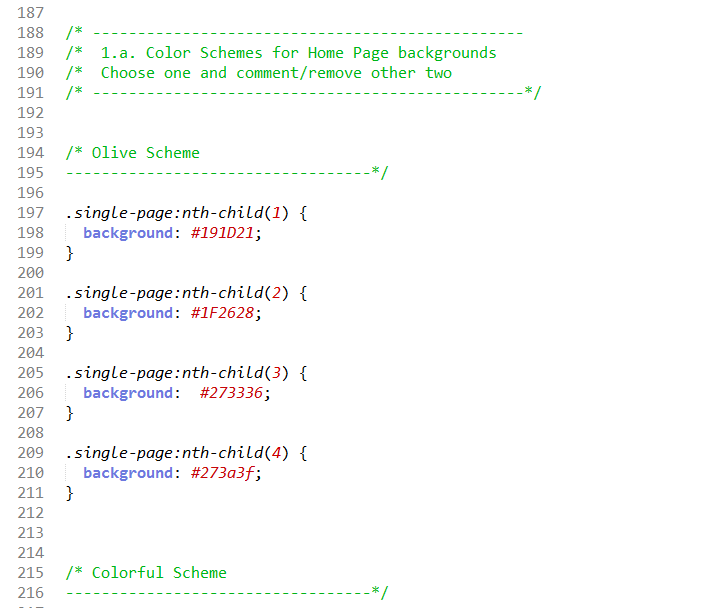 187
188 /* ------------------------------------------------
189 /*  1.a. Color Schemes for Home Page backgrounds
190 /*  Choose one and comment/remove other two
191 /* ------------------------------------------------*/
192
193
194 /* Olive Scheme
195 ----------------------------------*/
196
197 .single-page:nth-child(1) {
198   background: #191D21;
199 }
200
201 .single-page:nth-child(2) {
202   background: #1F2628;
203 }
204
205 .single-page:nth-child(3) {
206   background:  #273336;
207 }
208
209 .single-page:nth-child(4) {
210   background: #273a3f;
211 }
212
213
214
215 /* Colorful Scheme
216 ----------------------------------*/